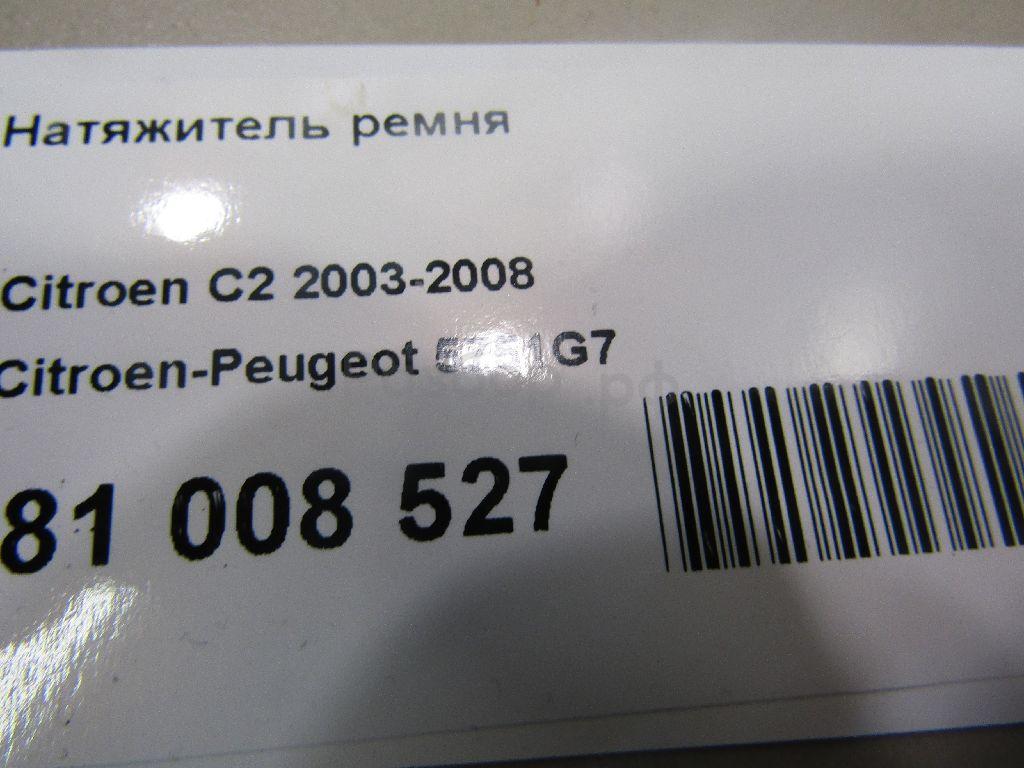 Натяжитель ремня
Citroen C2 2003-2008
Citroen-Peugeot
81 008 527